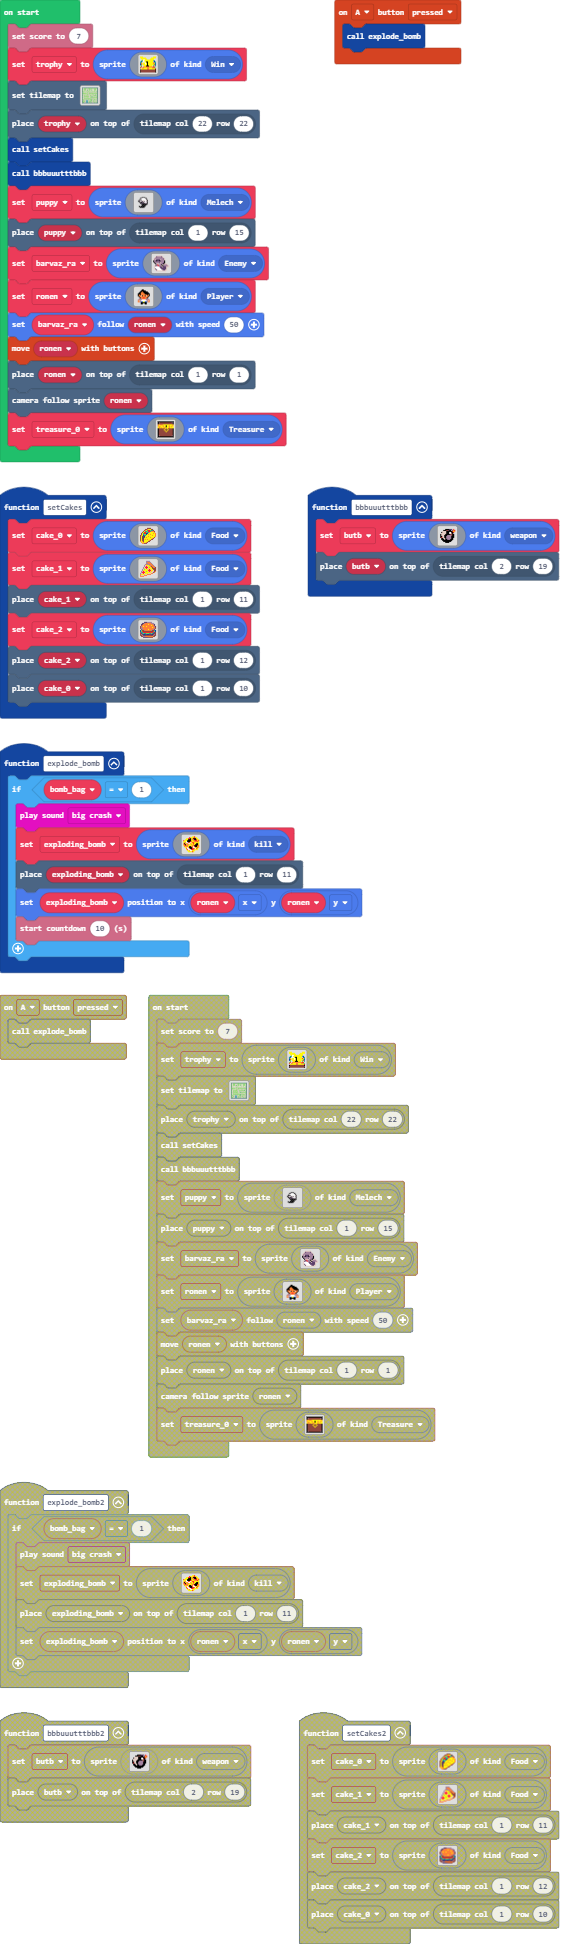 on start
set score to 7
set trophy to sprite of kind Win
set tilemap to
place trophy on top of tilemap col 22 row 22
call setCakes
call bbbuuutttbbb
set puppy to sprite of kind Melech
place puppy on top of tilemap col 1 row 15
set barvaz_ra to sprite of kind Enemy
set ronen to sprite of kind Player
set barvaz_ra follow ronen with speed 50
move ronen with buttons
place ronen on top of tilemap col 1 row 1
camera follow sprite ronen
set treasure_0 to sprite of kind Treasure
on A button pressed
call explode_bomb
function setCakes
set cake_0 to sprite of kind Food
set cake_1 to sprite of kind Food
place cake_1 on top of tilemap col 1 row 11
set cake_2 to sprite of kind Food
place cake_2 on top of tilemap col 1 row 12
place cake_0 on top of tilemap col 1 row 10
function bbbuuutttbbb
set butb to sprite of kind weapon
place butb on top of tilemap col 2 row 19
function explode_bomb
if bomb_bag = 1 then
play sound big crash
set exploding_bomb to sprite of kind kill
place exploding_bomb on top of tilemap col 1 row 11
set exploding_bomb position to x ronen x y ronen y
start countdown 10 (s)
on A button pressed
call explode_bomb
on start
set score to 7
set trophy to sprite of kind Win
set tilemap to
place trophy on top of tilemap col 22 row 22
call setCakes
call bbbuuutttbbb
set puppy to sprite of kind Melech
place puppy on top of tilemap col 1 row 15
set barvaz_ra to sprite of kind Enemy
set ronen to sprite of kind Player
set barvaz_ra follow ronen with speed 50
move ronen with buttons
place ronen on top of tilemap col 1 row 1
camera follow sprite ronen
set treasure_0 to sprite of kind Treasure
function explode_bomb2
if bomb_bag = 1 then
play sound big crash
set exploding_bomb to sprite of kind kill
place exploding_bomb on top of tilemap col 1 row 11
set exploding_bomb position to x ronen x y ronen y
function bbbuuutttbbb2
set butb to sprite of kind weapon
place butb on top of tilemap col 2 row 19
function setCakes2
set cake_0 to sprite of kind Food
set cake_1 to sprite of kind Food
place cake_1 on top of tilemap col 1 row 11
set cake_2 to sprite of kind Food
place cake_2 on top of tilemap col 1 row 12
place cake_0 on top of tilemap col 1 row 10